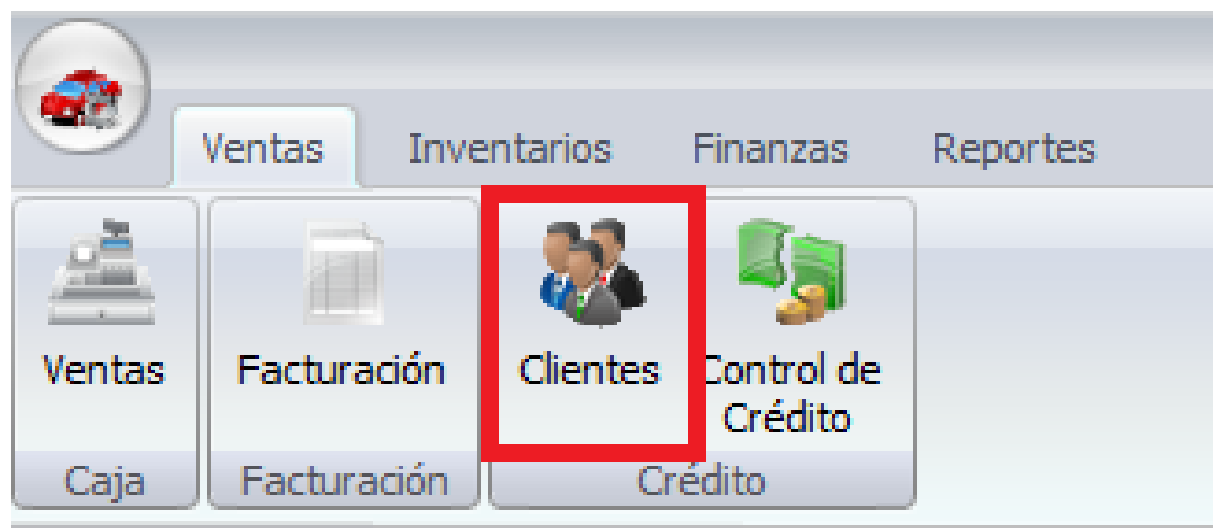 Ventas Inventarios Finanzas Reportes
Ventas Facturación Clientes Control de
Crédito
Caja Facturación Crédito